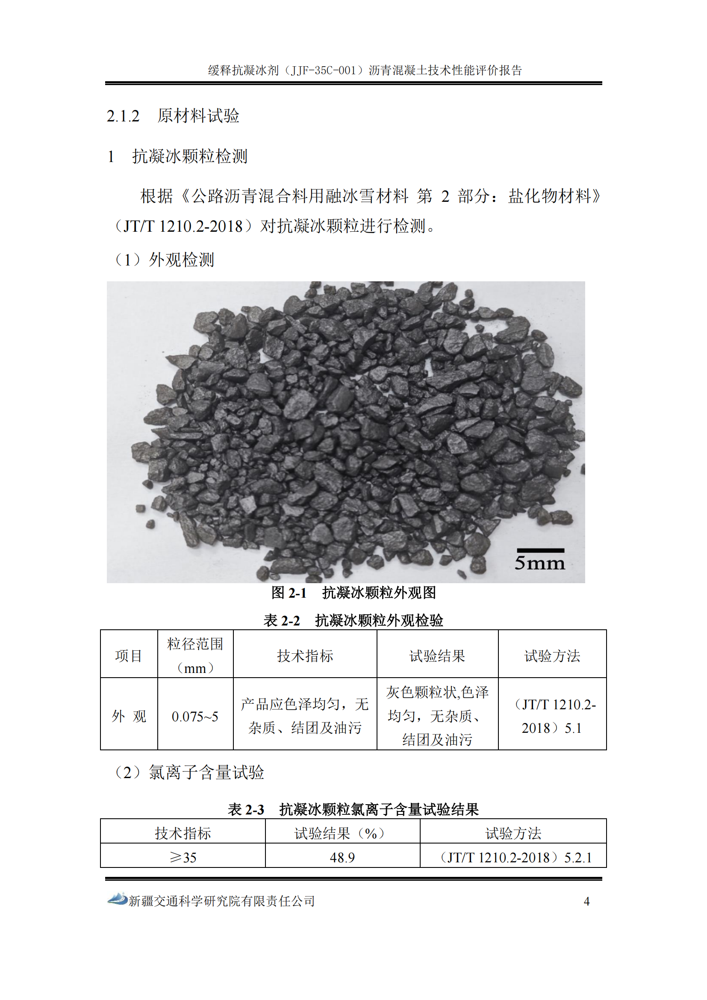 缓释抗凝冰剂（JJF-35C-001）沥青混凝土技术性能评价报告
2.1.2 原材料试验
1 抗凝冰颗粒检测
根据《公路沥青混合料用融冰雪材料 第 2 部分：盐化物材料》
（JT/T 1210.2-2018）对抗凝冰颗粒进行检测。
（1）外观检测
5mm
图 2-1 抗凝冰颗粒外观图
表 2-2 抗凝冰颗粒外观检验
项目 粒径范围（mm） 技术指标 试验结果 试验方法
外 观 0.075~5 产品应色泽均匀，无杂质、结团及油污 灰色颗粒状,色泽均匀，无杂质、结团及油污 （JT/T 1210.2-2018）5.1
（2）氯离子含量试验
表 2-3 抗凝冰颗粒氯离子含量试验结果
技术指标 试验结果（%） 试验方法
≥35 48.9 （JT/T 1210.2-2018）5.2.1
新疆交通科学研究院有限责任公司 4